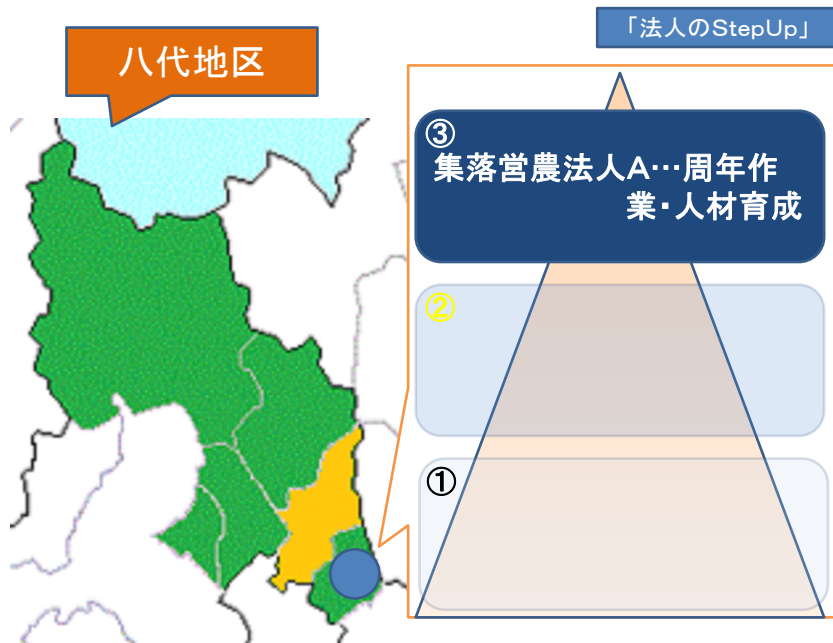 「法人のStepUp」
八代地区
③
集落営農法人A…周年作
業・人材育成
②
①